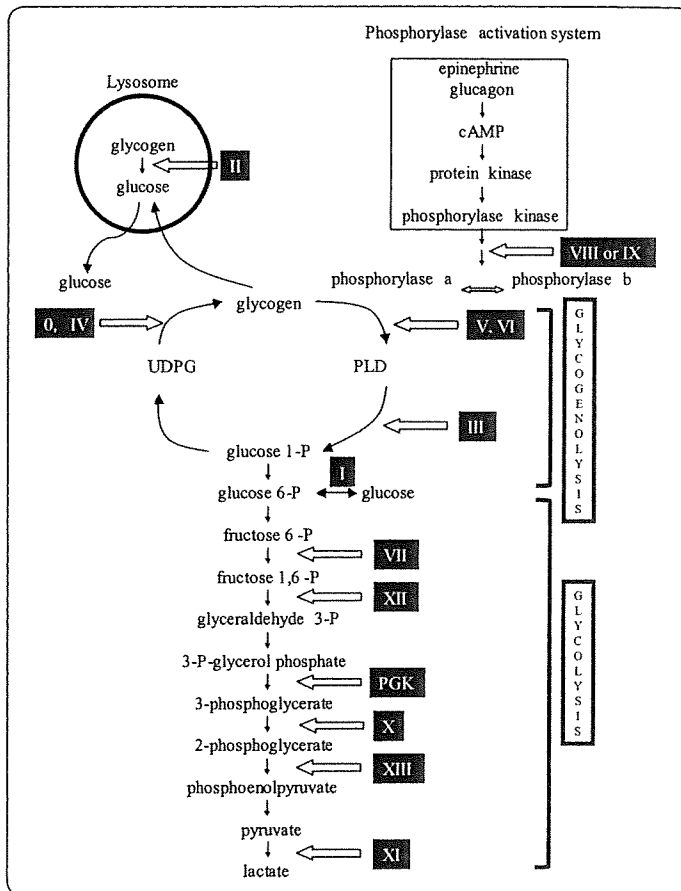 Phosphorylase activation system
epinephrine
glucagon
cAMP
protein kinase
phosphorylase kinase
VIII or IX
phosphorylase a
phosphorylase b
Lysosome
glycogen
glucose
II
glucose
glycogen
0, IV
V, VI
UDPG
PLD
III
glucose 1-P
I
glucose 6-P
glucose
fructose 6 -P
VII
fructose 1,6 -P
XII
glyceraldehyde 3-P
3-P-glycerol phosphate
PGK
3-phosphoglycerate
X
2-phosphoglycerate
XIII
phosphoenolpyruvate
pyruvate
XI
lactate
GLYCOGENOLYSIS
GLYCOLYSIS